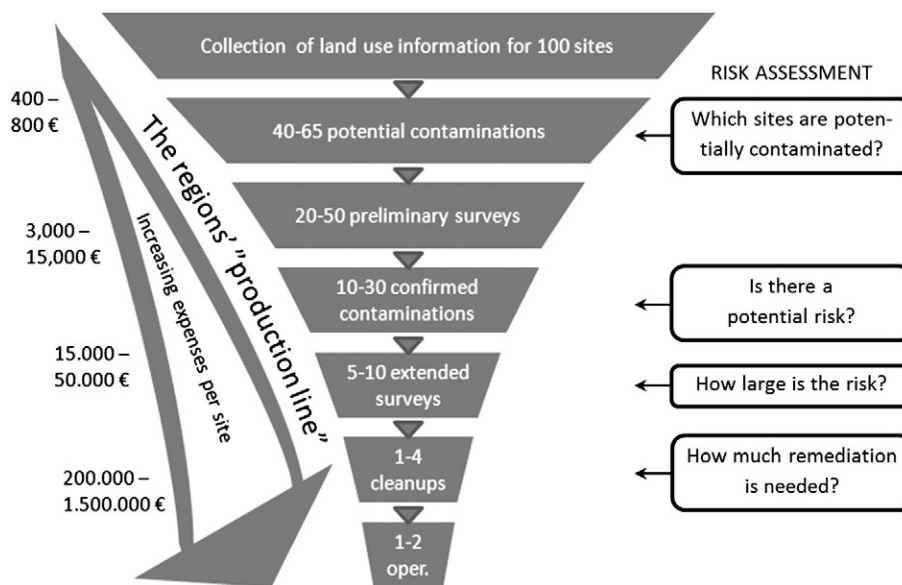 Collection of land use information for 100 sites
RISK ASSESSMENT
400 –
800 €
40-65 potential contaminations
Which sites are poten-
tially contaminated?
The regions' "production line"
Increasing expenses per site
3,000 –
15,000 €
20-50 preliminary surveys
10-30 confirmed
contaminations
Is there a
potential risk?
15.000 –
50.000 €
5-10 extended
surveys
How large is the risk?
200.000 –
1.500.000 €
1-4
cleanups
How much remediation
is needed?
1-2
oper.